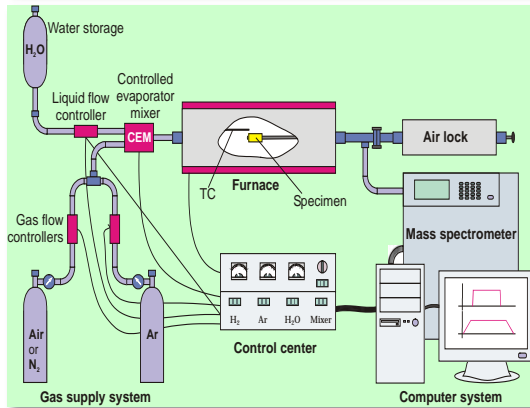 Water storage
H₂O
Liquid flow
controller
Controlled
evaporator
mixer
CEM
Air lock
TC
Specimen
Furnace
Gas flow
controllers
Mass spectrometer
H₂ Ar H₂O Mixer
Air
or
N₂
Ar
Control center
Gas supply system
Computer system